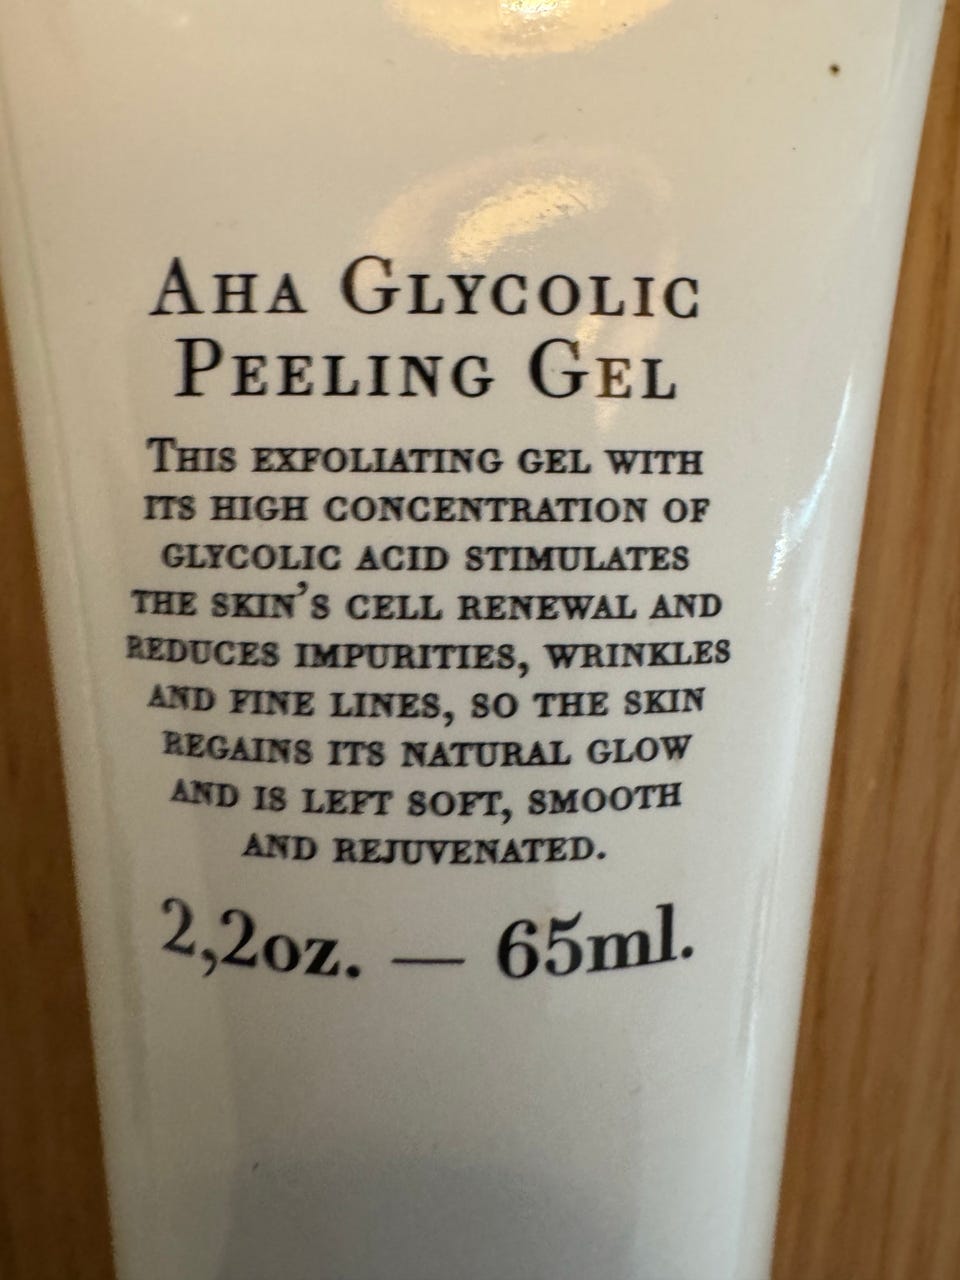 AHA GLYCOLIC
PEELING GEL
THIS EXFOLIATING GEL WITH
ITS HIGH CONCENTRATION OF
GLYCOLIC ACID STIMULATES
THE SKIN'S CELL RENEWAL AND
REDUCES IMPURITIES, WRINKLES
AND FINE LINES, SO THE SKIN
REGAINS ITS NATURAL GLOW
AND IS LEFT SOFT, SMOOTH
AND REJUVENATED.
2,2oz. — 65ml.